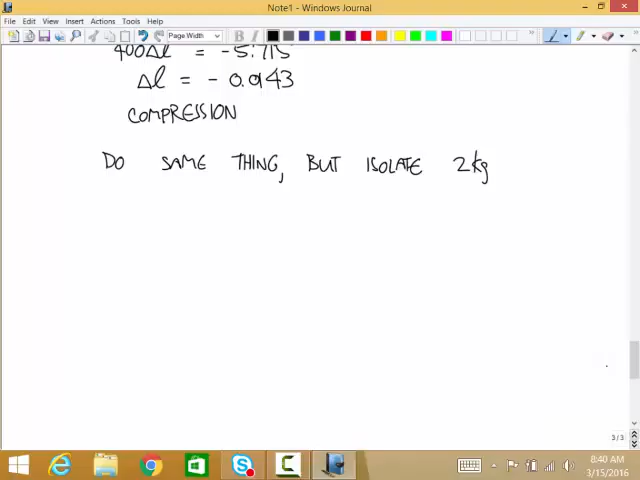 Note1 - Windows Journal
File Edit View Insert Actions Tools Help
Page Width
B I
400Δl = -5.715
Δl = - 0.0143
COMPRESSION
DO SAME THING, BUT ISOLATE 2kg
3/3
8:40 AM
3/15/2016